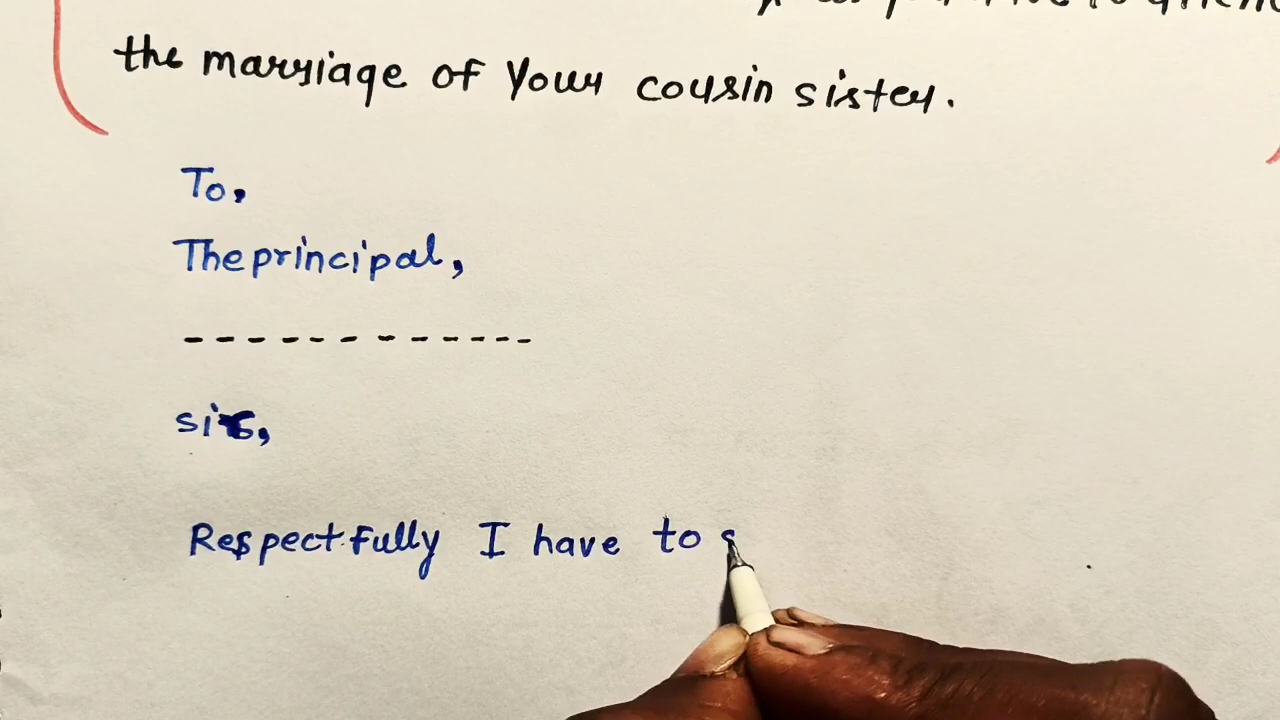 the marriage of your cousin sister.
To,
The principal,
-------------
sir,
Respectfully I have to s